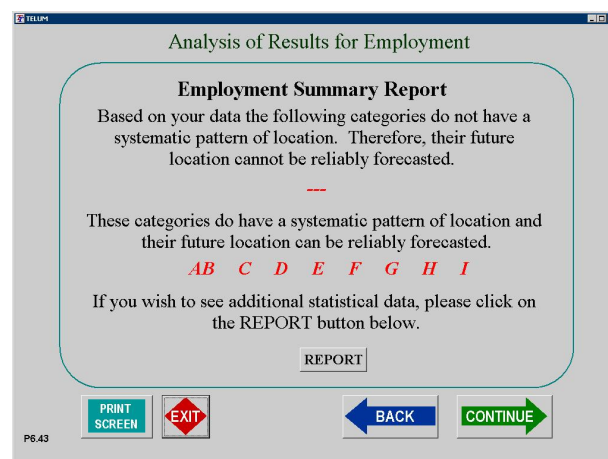 TELUM
Analysis of Results for Employment
Employment Summary Report
Based on your data the following categories do not have a
systematic pattern of location. Therefore, their future
location cannot be reliably forecasted.
---
These categories do have a systematic pattern of location and
their future location can be reliably forecasted.
AB C D E F G H I
If you wish to see additional statistical data, please click on
the REPORT button below.
REPORT
PRINT
SCREEN
EXIT
BACK
CONTINUE
P6.43